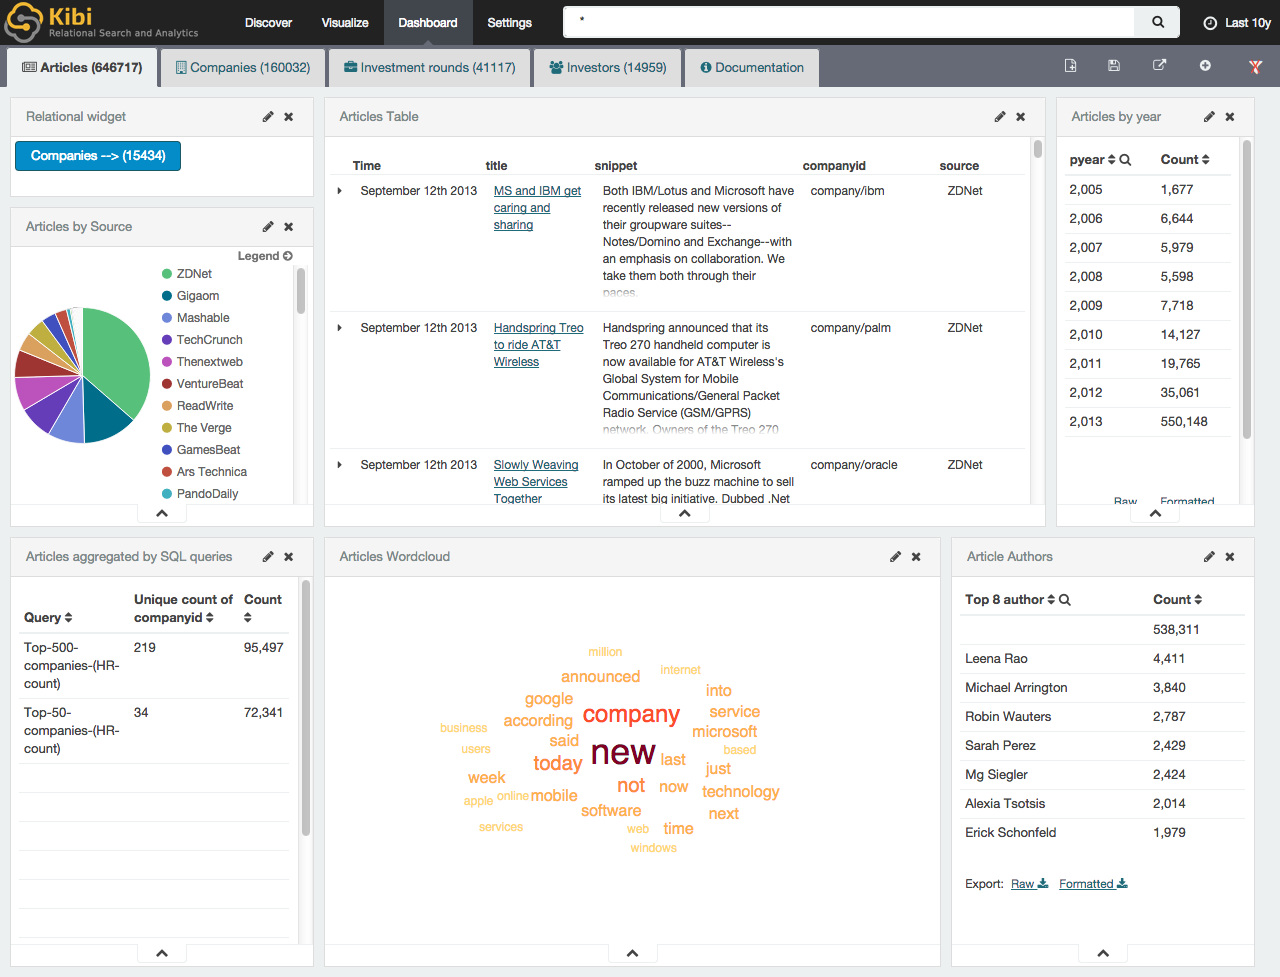 Kibi
Relational Search and Analytics
Discover
Visualize
Dashboard
Settings
*
Last 10y
Articles (646717)
Companies (160032)
Investment rounds (41117)
Investors (14959)
Documentation
Relational widget
Companies --> (15434)
Articles by Source
Legend
ZDNet
Gigaom
Mashable
TechCrunch
Thenextweb
VentureBeat
ReadWrite
The Verge
GamesBeat
Ars Technica
PandoDaily
Articles Table
Time title snippet companyid source
September 12th 2013
MS and IBM get
caring and
sharing
Both IBM/Lotus and Microsoft have
recently released new versions of
their groupware suites--
Notes/Domino and Exchange--with
an emphasis on collaboration. We
take them both through their
paces.
company/ibm
ZDNet
September 12th 2013
Handspring Treo
to ride AT&T
Wireless
Handspring announced that its
Treo 270 handheld computer is
now available for AT&T Wireless's
Global System for Mobile
Communications/General Packet
Radio Service (GSM/GPRS)
network. Owners of the Treo 270
company/palm
ZDNet
September 12th 2013
Slowly Weaving
Web Services
Together
In October of 2000, Microsoft
ramped up the buzz machine to sell
its latest big initiative. Dubbed .Net
company/oracle
ZDNet
Articles by year
pyear Count
2,005 1,677
2,006 6,644
2,007 5,979
2,008 5,598
2,009 7,718
2,010 14,127
2,011 19,765
2,012 35,061
2,013 550,148
Raw Formatted
Articles aggregated by SQL queries
Query
Unique count of
companyid
Count
Top-500-
companies-(HR-
count)
219
95,497
Top-50-
companies-(HR-
count)
34
72,341
Articles Wordcloud
million
internet
announced
into
google
company
service
according
business
microsoft
said
users
based
new
last
today
just
week
not
now
technology
apple
online
mobile
software
next
services
web
time
windows
Article Authors
Top 8 author Count
538,311
Leena Rao 4,411
Michael Arrington 3,840
Robin Wauters 2,787
Sarah Perez 2,429
Mg Siegler 2,424
Alexia Tsotsis 2,014
Erick Schonfeld 1,979
Export: Raw Formatted